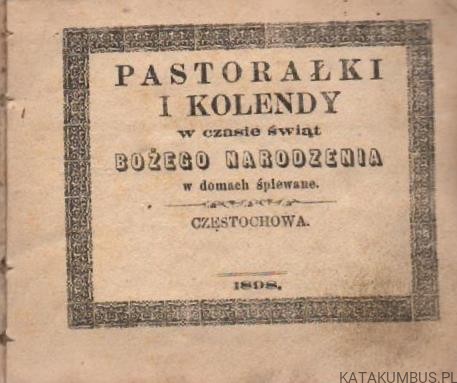 PASTORAŁKI
I KOLENDY
w czasie świąt
BOŻEGO NARODZENIA
w domach śpiewane.
CZĘSTOCHOWA.
1898.
KATAKUMBUS.PL